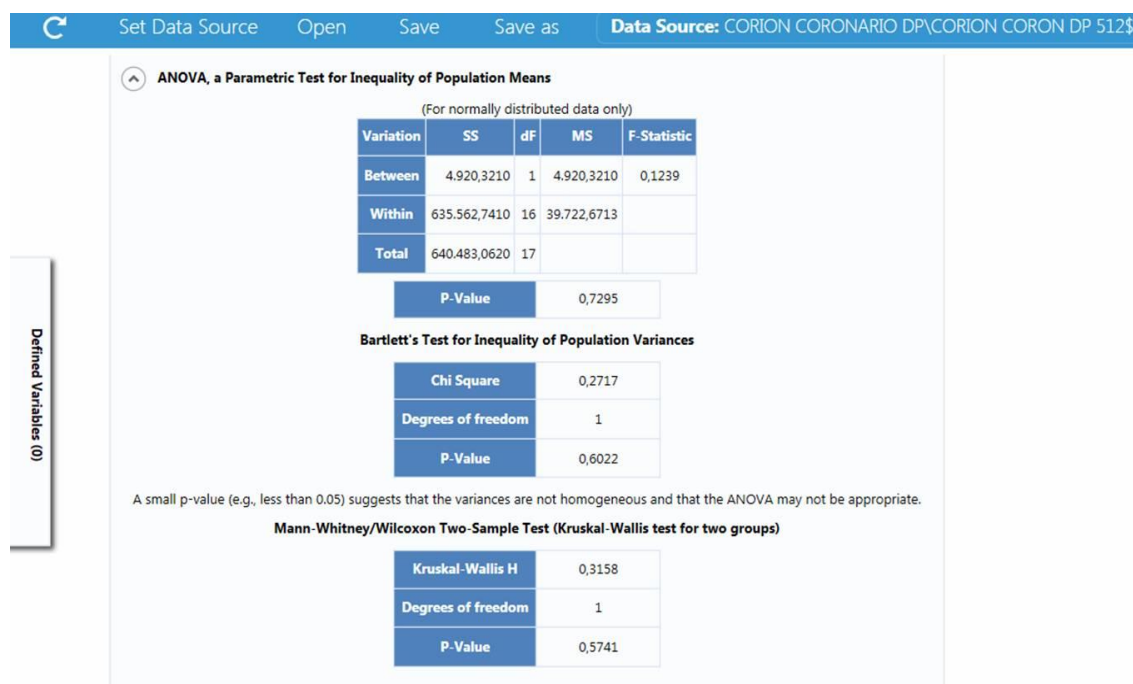 Set Data Source Open Save Save as Data Source: CORION CORONARIO DP\CORION CORON DP 512$
ANOVA, a Parametric Test for Inequality of Population Means
(For normally distributed data only)
Variation SS dF MS F-Statistic
Between 4.920,3210 1 4.920,3210 0,1239
Within 635.562,7410 16 39.722,6713
Total 640.483,0620 17
P-Value 0,7295
Bartlett's Test for Inequality of Population Variances
Chi Square 0,2717
Degrees of freedom 1
P-Value 0,6022
A small p-value (e.g., less than 0.05) suggests that the variances are not homogeneous and that the ANOVA may not be appropriate.
Mann-Whitney/Wilcoxon Two-Sample Test (Kruskal-Wallis test for two groups)
Kruskal-Wallis H 0,3158
Degrees of freedom 1
P-Value 0,5741
Defined Variables (0)